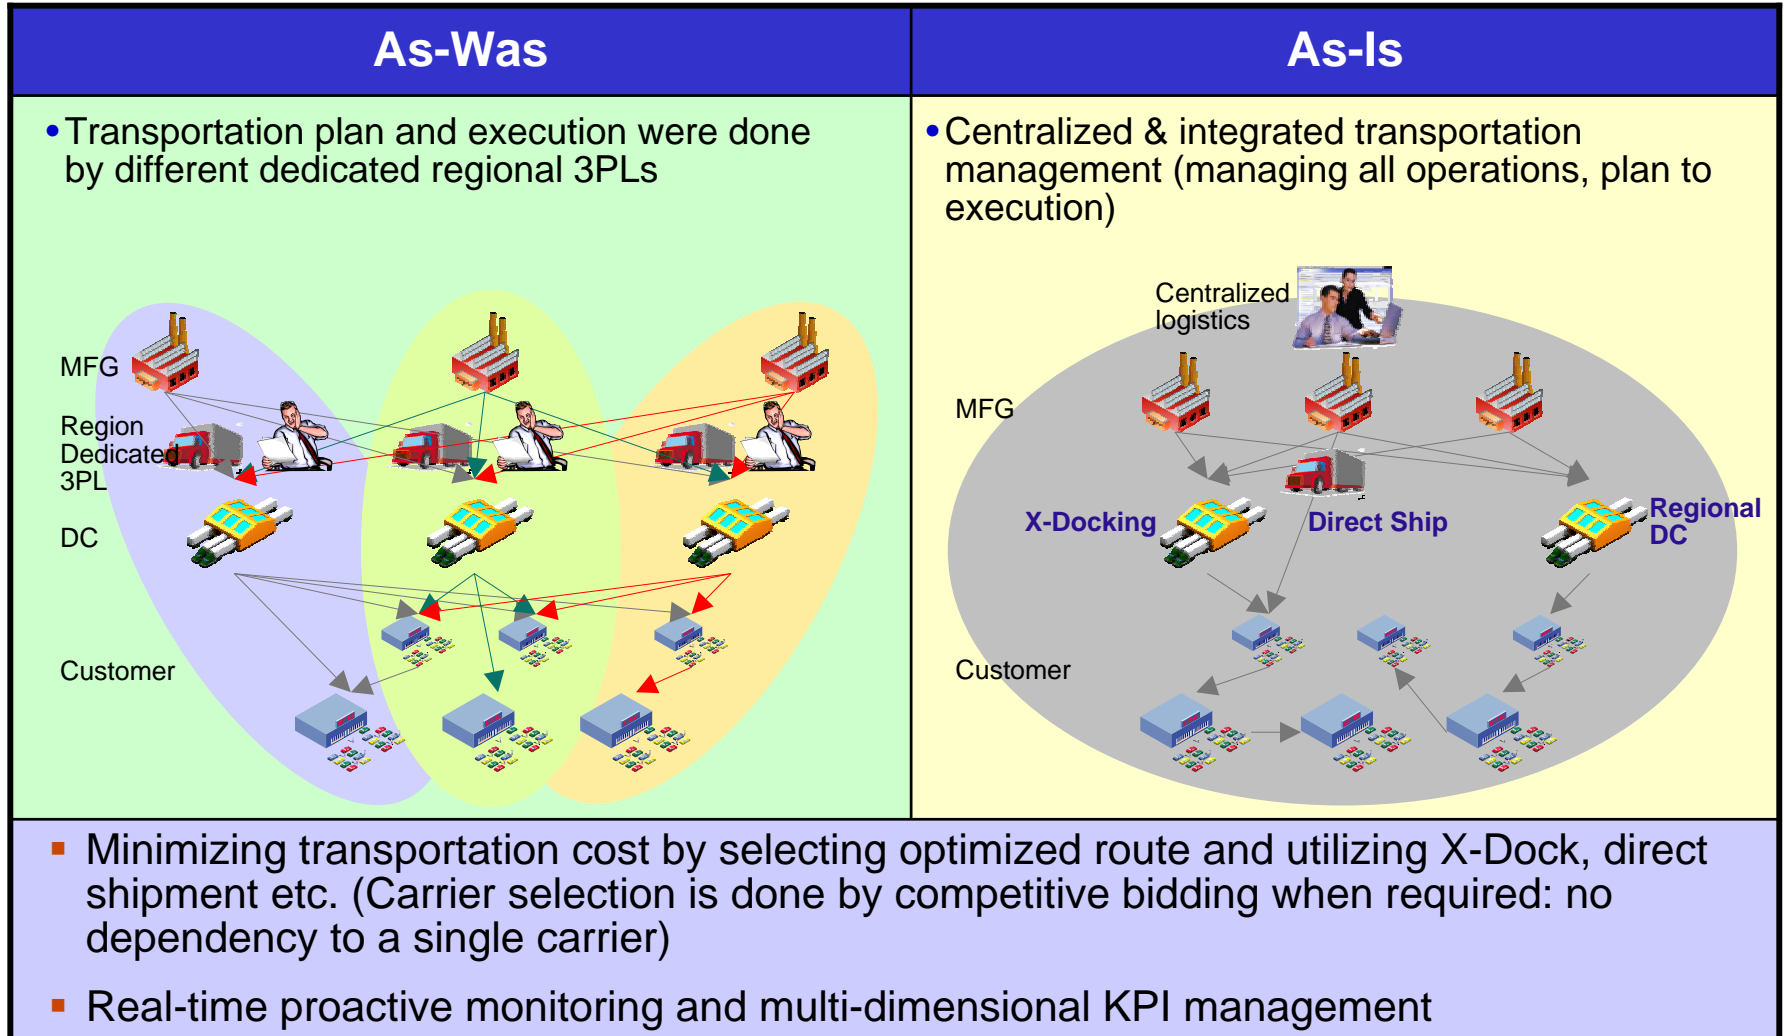 As-Was
As-Is
•Transportation plan and execution were done
by different dedicated regional 3PLs
•Centralized & integrated transportation
management (managing all operations, plan to
execution)
MFG
Region
Dedicated
3PL
DC
Customer
Centralized
logistics
MFG
X-Docking
Direct Ship
Regional
DC
Customer
▪ Minimizing transportation cost by selecting optimized route and utilizing X-Dock, direct
shipment etc. (Carrier selection is done by competitive bidding when required: no
dependency to a single carrier)
▪ Real-time proactive monitoring and multi-dimensional KPI management